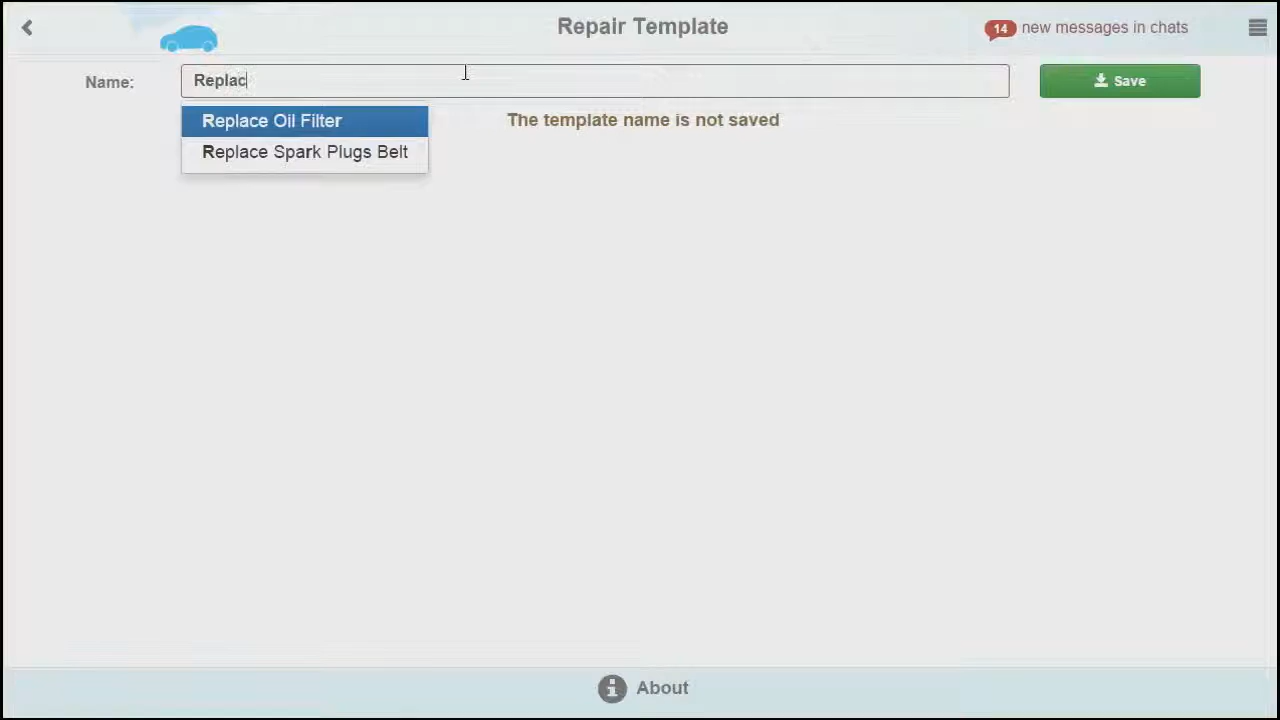 Repair Template
14 new messages in chats
Name: Replac Save
The template name is not saved
Replace Oil Filter
Replace Spark Plugs Belt
About